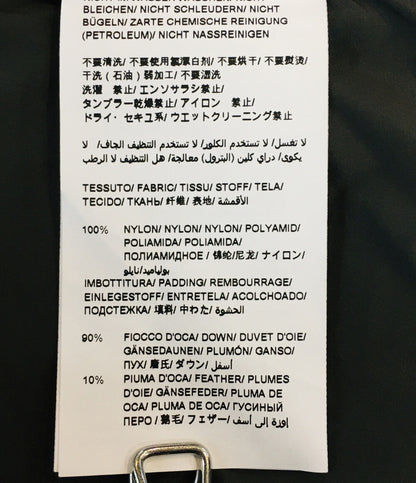 BLEICHEN/ NICHT SCHLEUDERN/ NICHT
BÜGELN/ ZARTE CHEMISCHE REINIGUNG
(PETROLEUM)/ NICHT NASSREINIGEN
不要清洗/ 不要使用氯漂白剂/ 不要烘干/ 不要熨烫/
干洗（石油）弱加工/ 不要湿洗
洗濯 禁止/ エンソサラシ禁止/
タンブラー乾燥禁止/ アイロン 禁止/
ドライ・セキユ系/ ウエットクリーニング禁止
لا تغسل/ لا تستخدم الكلور/ لا تستخدم التنظيف الجاف/ لا
يكوى/ دراي كلين (البترول) معالجة/ هل التنظيف لا الرطب
TESSUTO/ FABRIC/ TISSU/ STOFF/ TELA/
TECIDO/ ТКАНЬ/ 纤维/ 表地/ الأقمشة/
100% NYLON/ NYLON/ NYLON/ POLYAMID/
POLIAMIDA/ POLIAMIDA/
ПОЛИАМИДНОЕ / 锦纶/尼龙/ ナイロン/
بولياميد/نايلو
IMBOTTITURA/ PADDING/ REMBOURRAGE/
EINLEGESTOFF/ ENTRETELA/ ACOLCHOADO/
ПОДСТЕЖКА/ 填料/ 中わた/ الحشوة/
90% FIOCCO D'OCA/ DOWN/ DUVET D'OIE/
GÄNSEDAUNEN/ PLUMÓN/ GANSO/
ПУХ/ 鹿氏/ ダウン/ أسفل/
10% PIUMA D'OCA/ FEATHER/ PLUMES
D'OIE/ GÄNSEFEDER/ PLUMA DE
OCA/ PLUMA DE OCA/ ГУСИНЫЙ
ПЕРО / 鹅毛/ フェザー/ إوزة إلى أسف/